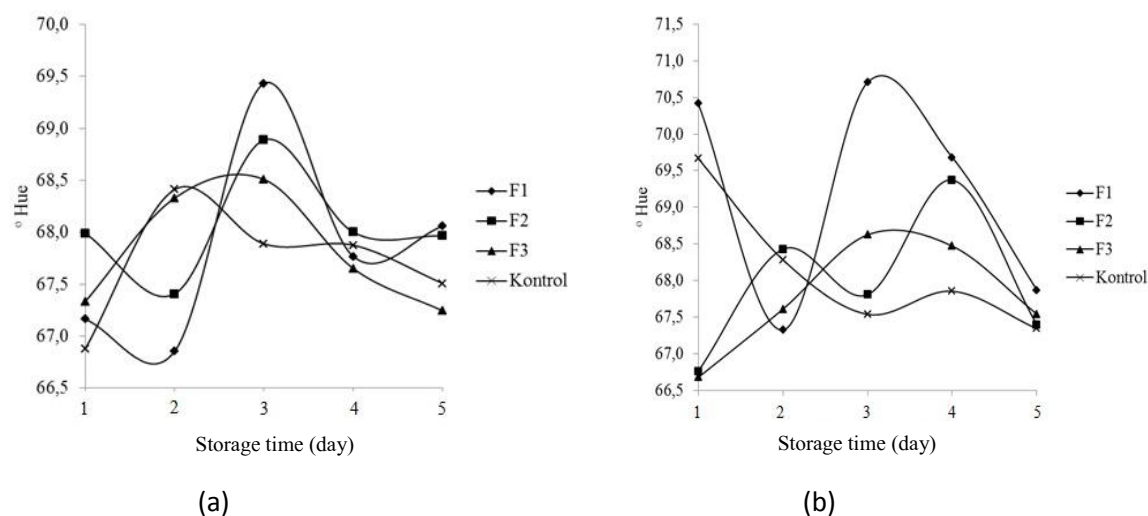 70,0
69,5
69,0
68,5
68,0
67,5
67,0
66,5
° Hue
1 2 3 4 5
Storage time (day)
F1
F2
F3
Kontrol
(a)
71,5
71,0
70,5
70,0
69,5
69,0
68,5
68,0
67,5
67,0
66,5
° Hue
1 2 3 4 5
Storage time (day)
F1
F2
F3
Kontrol
(b)